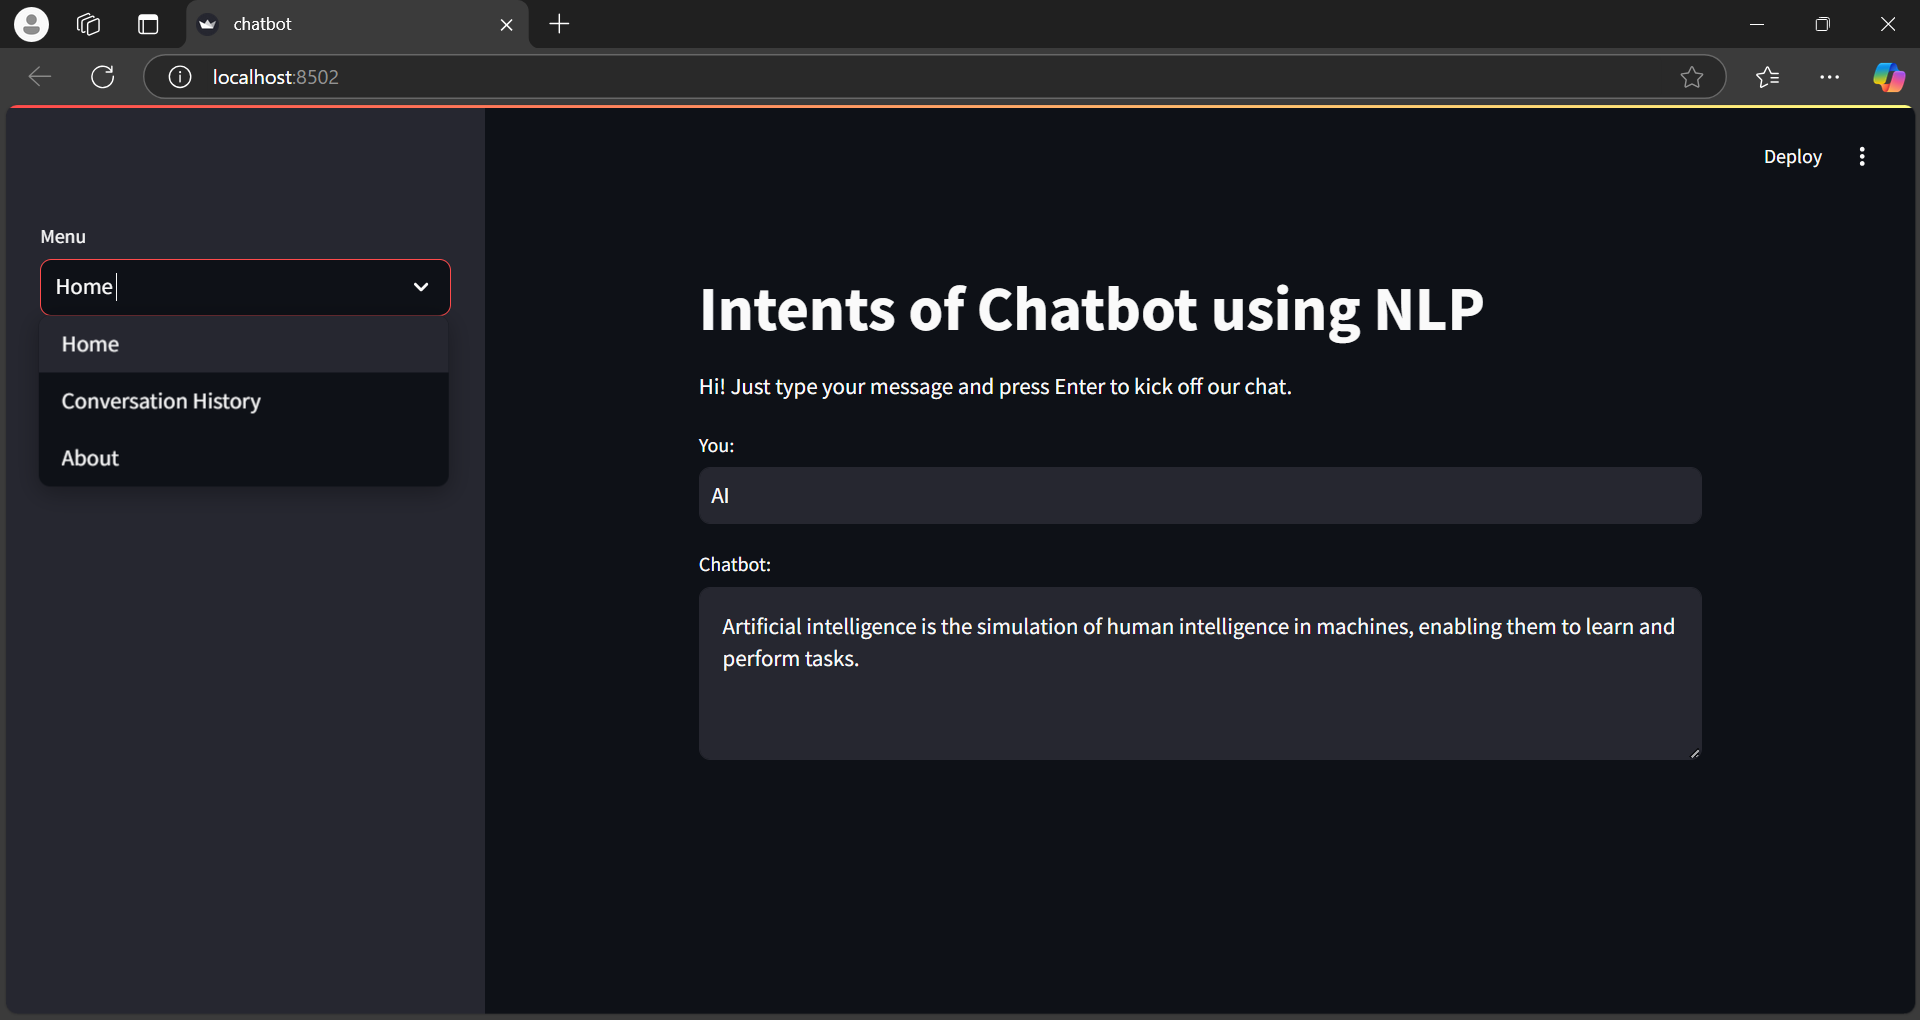 chatbot
localhost:8502
Deploy
Menu
Home
Home
Conversation History
About
Intents of Chatbot using NLP
Hi! Just type your message and press Enter to kick off our chat.
You:
AI
Chatbot:
Artificial intelligence is the simulation of human intelligence in machines, enabling them to learn and
perform tasks.